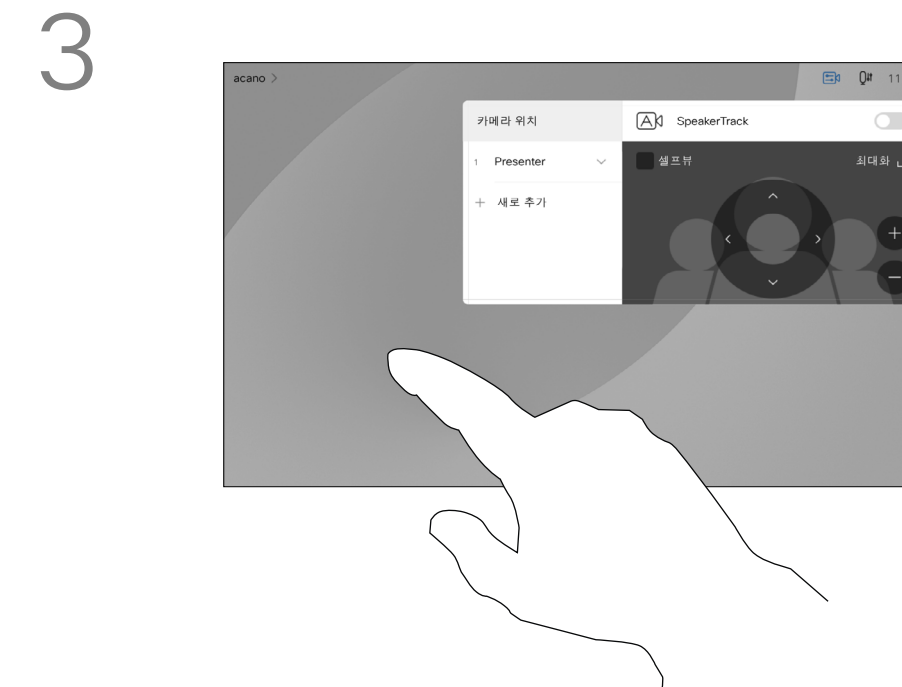 3
acano >
11
카메라 위치
SpeakerTrack
1 Presenter
셀프뷰
최대화
+ 새로 추가